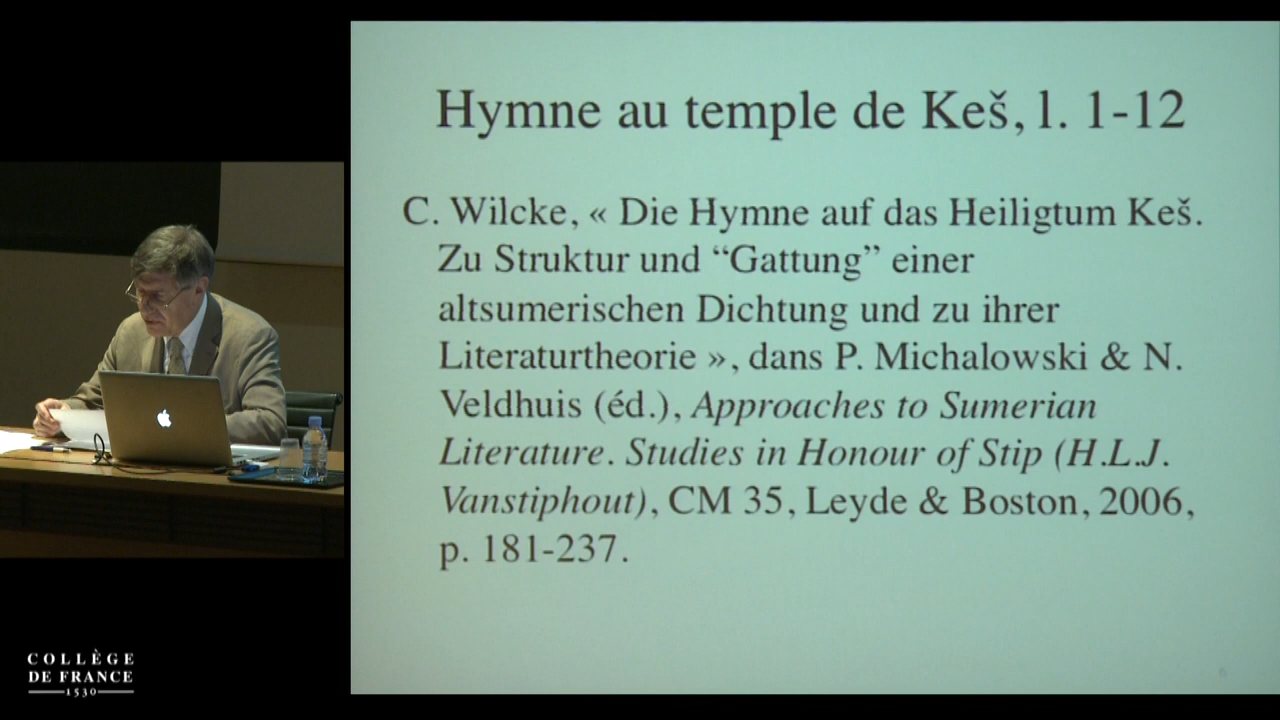 Hymne au temple de Keš, l. 1-12
C. Wilcke, « Die Hymne auf das Heiligtum Keš.
Zu Struktur und “Gattung” einer
altsumerischen Dichtung und zu ihrer
Literaturtheorie », dans P. Michalowski & N.
Veldhuis (éd.), Approaches to Sumerian
Literature. Studies in Honour of Stip (H.L.J.
Vanstiphout), CM 35, Leyde & Boston, 2006,
p. 181-237.
6
COLLÈGE
DE FRANCE
1530